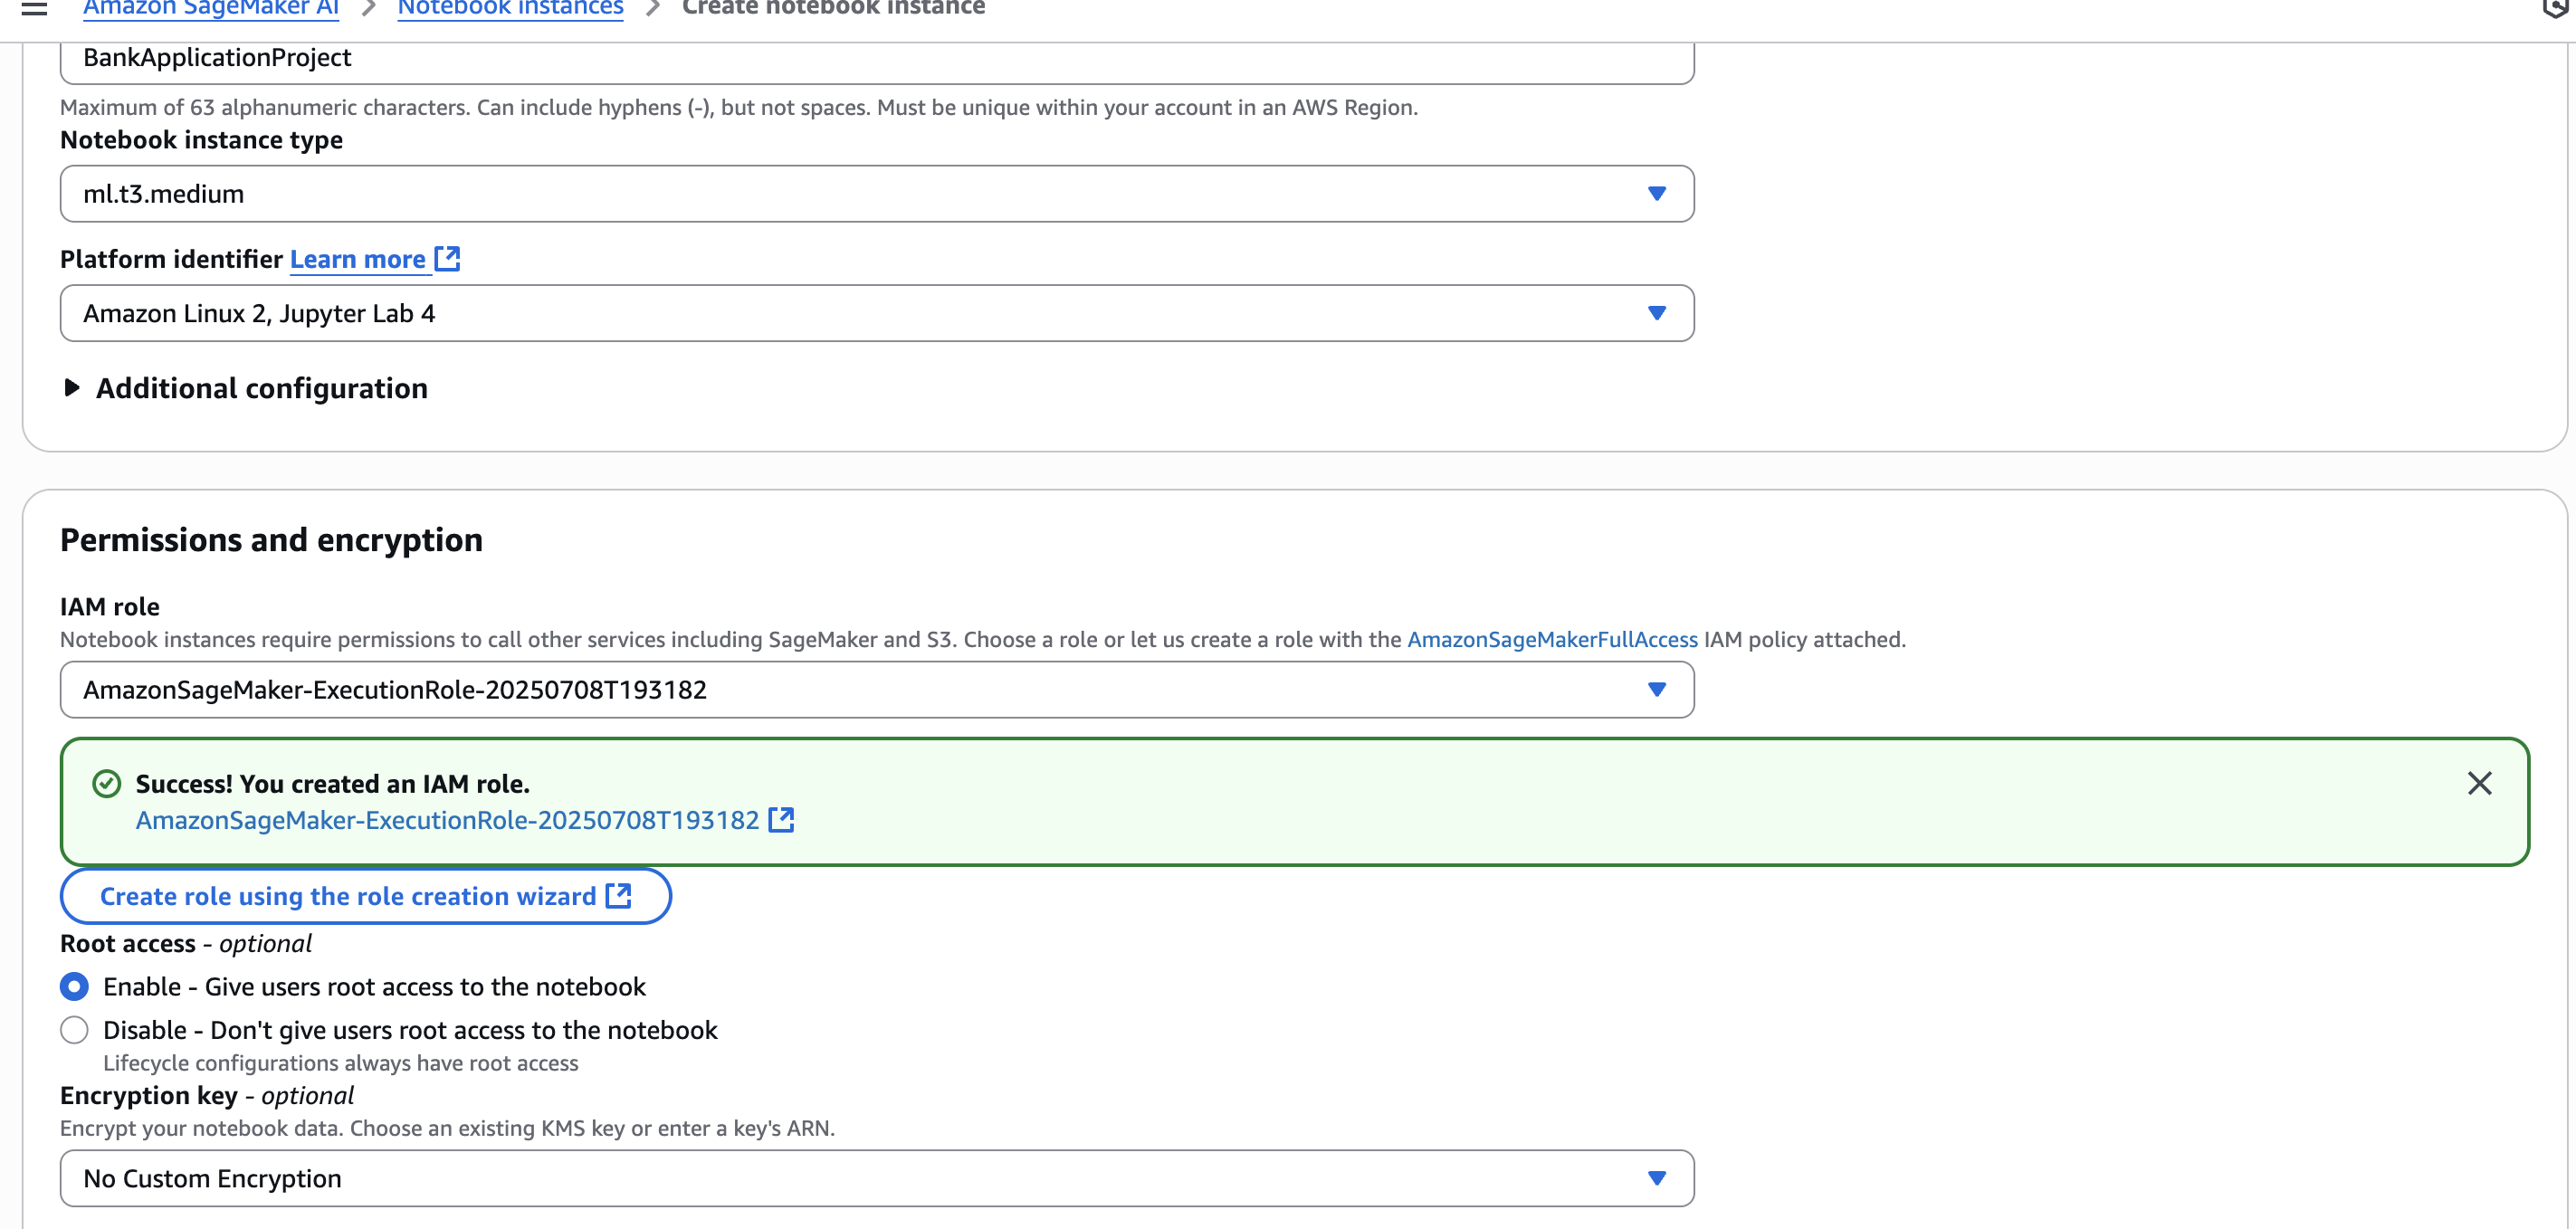 Amazon SageMaker AI > Notebook instances > Create notebook instance
BankApplicationProject
Maximum of 63 alphanumeric characters. Can include hyphens (-), but not spaces. Must be unique within your account in an AWS Region.
Notebook instance type
ml.t3.medium
Platform identifier Learn more
Amazon Linux 2, Jupyter Lab 4
Additional configuration
Permissions and encryption
IAM role
Notebook instances require permissions to call other services including SageMaker and S3. Choose a role or let us create a role with the AmazonSageMakerFullAccess IAM policy attached.
AmazonSageMaker-ExecutionRole-20250708T193182
Success! You created an IAM role.
AmazonSageMaker-ExecutionRole-20250708T193182
Create role using the role creation wizard
Root access - optional
Enable - Give users root access to the notebook
Disable - Don't give users root access to the notebook
Lifecycle configurations always have root access
Encryption key - optional
Encrypt your notebook data. Choose an existing KMS key or enter a key's ARN.
No Custom Encryption